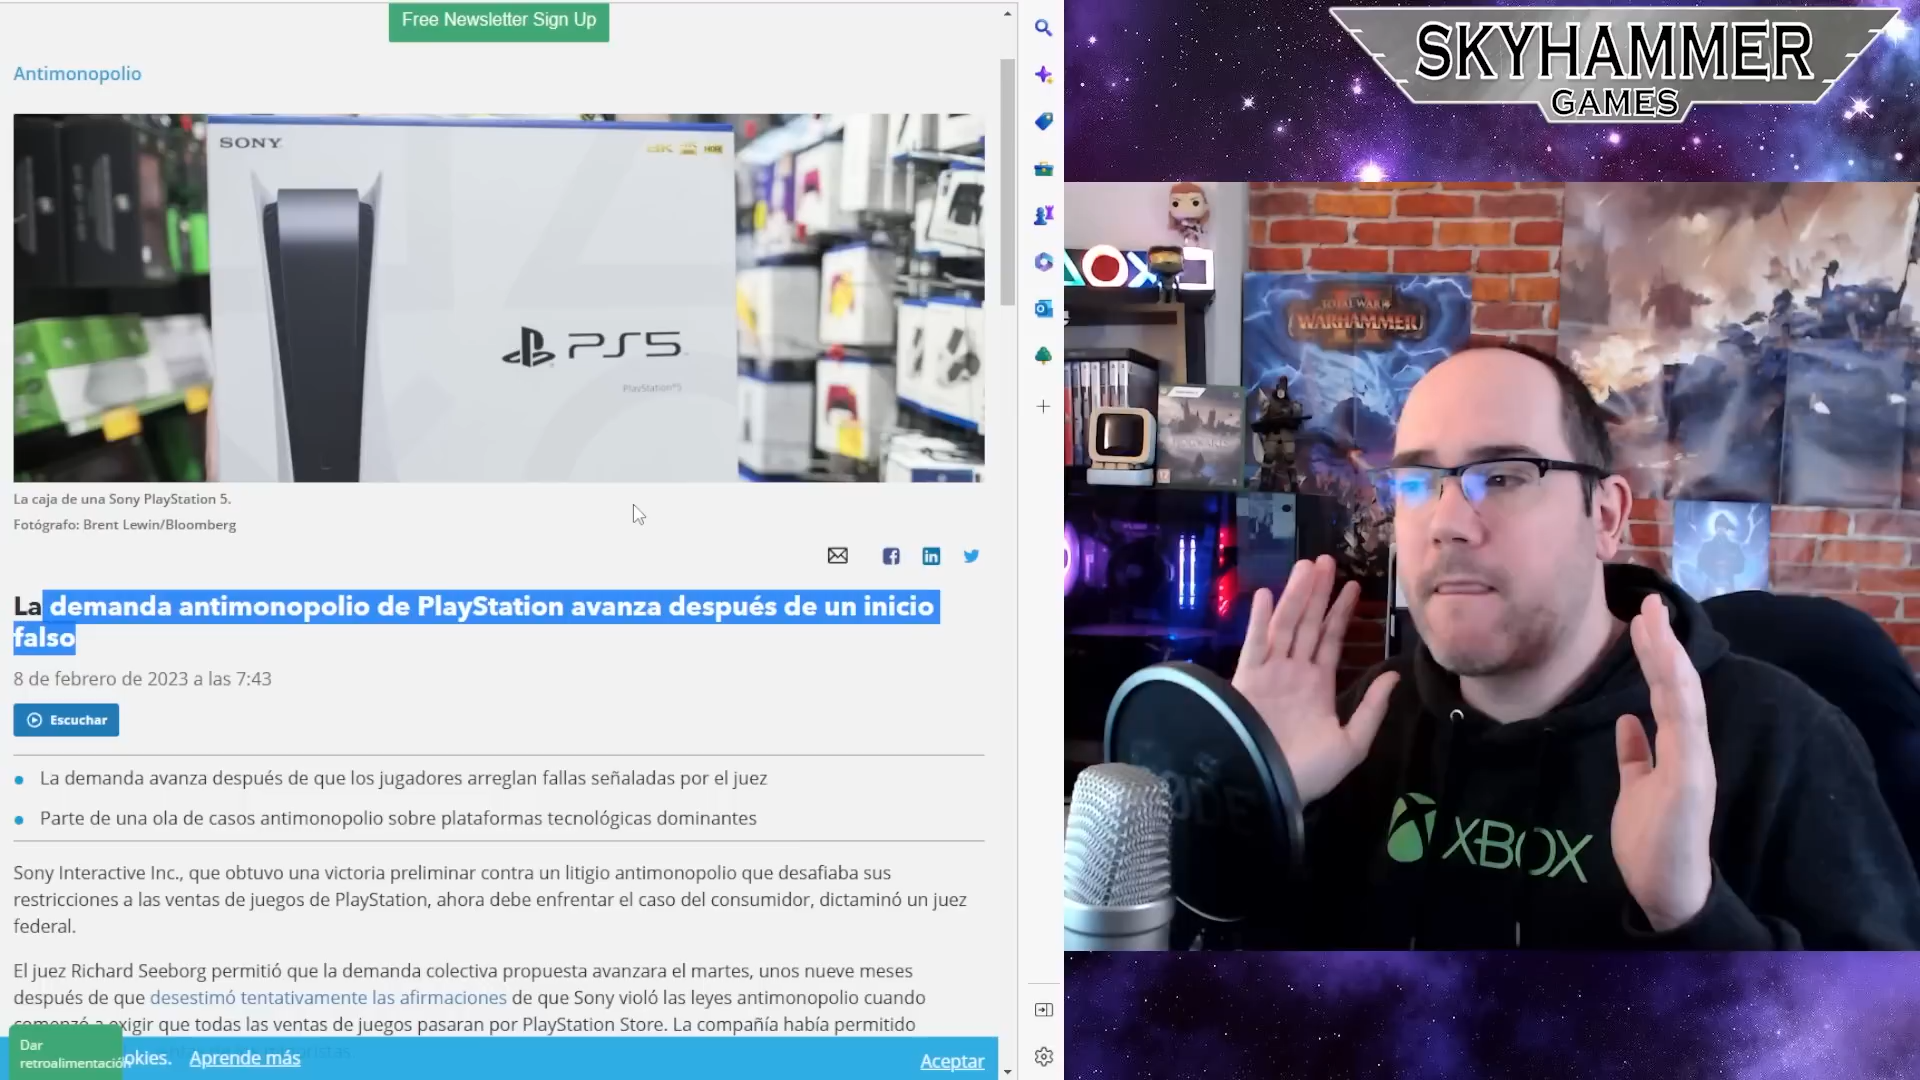 Free Newsletter Sign Up
Antimonopolio
SONY
8K 4K HDR
PS5
PlayStation®5
La caja de una Sony PlayStation 5.
Fotógrafo: Brent Lewin/Bloomberg
La demanda antimonopolio de PlayStation avanza después de un inicio
falso
8 de febrero de 2023 a las 7:43
Escuchar
La demanda avanza después de que los jugadores arreglan fallas señaladas por el juez
Parte de una ola de casos antimonopolio sobre plataformas tecnológicas dominantes
Sony Interactive Inc., que obtuvo una victoria preliminar contra un litigio antimonopolio que desafiaba sus
restricciones a las ventas de juegos de PlayStation, ahora debe enfrentar el caso del consumidor, dictaminó un juez
federal.
El juez Richard Seeborg permitió que la demanda colectiva propuesta avanzara el martes, unos nueve meses
después de que desestimó tentativamente las afirmaciones de que Sony violó las leyes antimonopolio cuando
comenzó a exigir que todas las ventas de juegos pasaran por PlayStation Store. La compañía había permitido
Dar
retroalimentación
okies. Aprende más
Aceptar
SKYHAMMER
GAMES
TOTAL WAR
WARHAMMER
XBOX